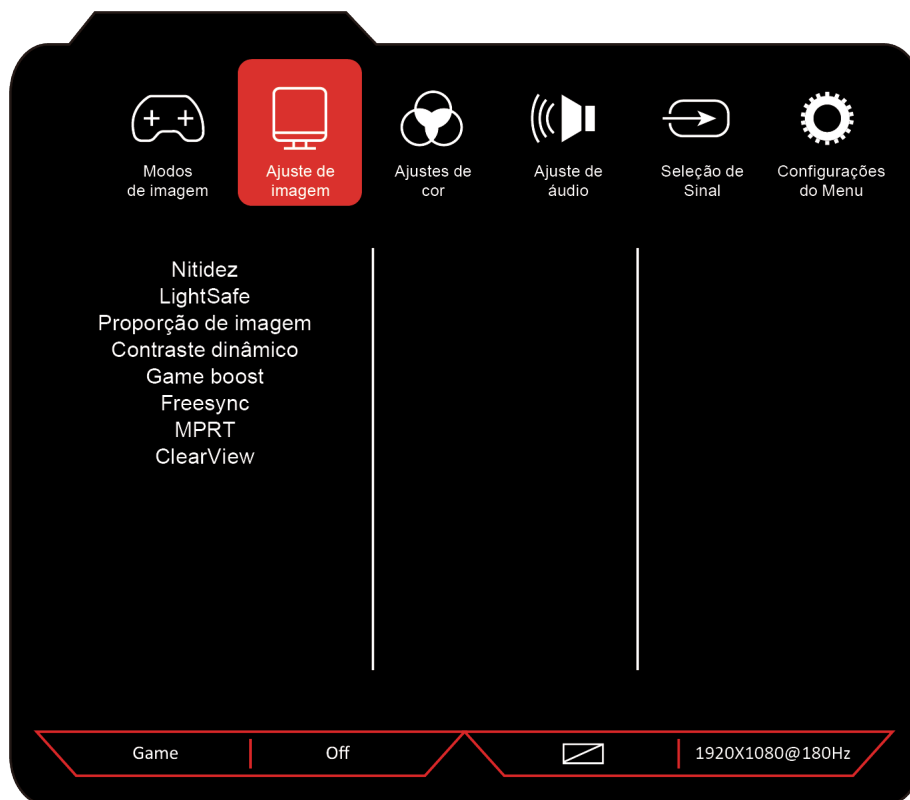 Modos
de imagem
Ajuste de
imagem
Ajustes de
cor
Ajuste de
áudio
Seleção de
Sinal
Configurações
do Menu
Nitidez
LightSafe
Proporção de imagem
Contraste dinâmico
Game boost
Freesync
MPRT
ClearView
Game
Off
1920X1080@180Hz